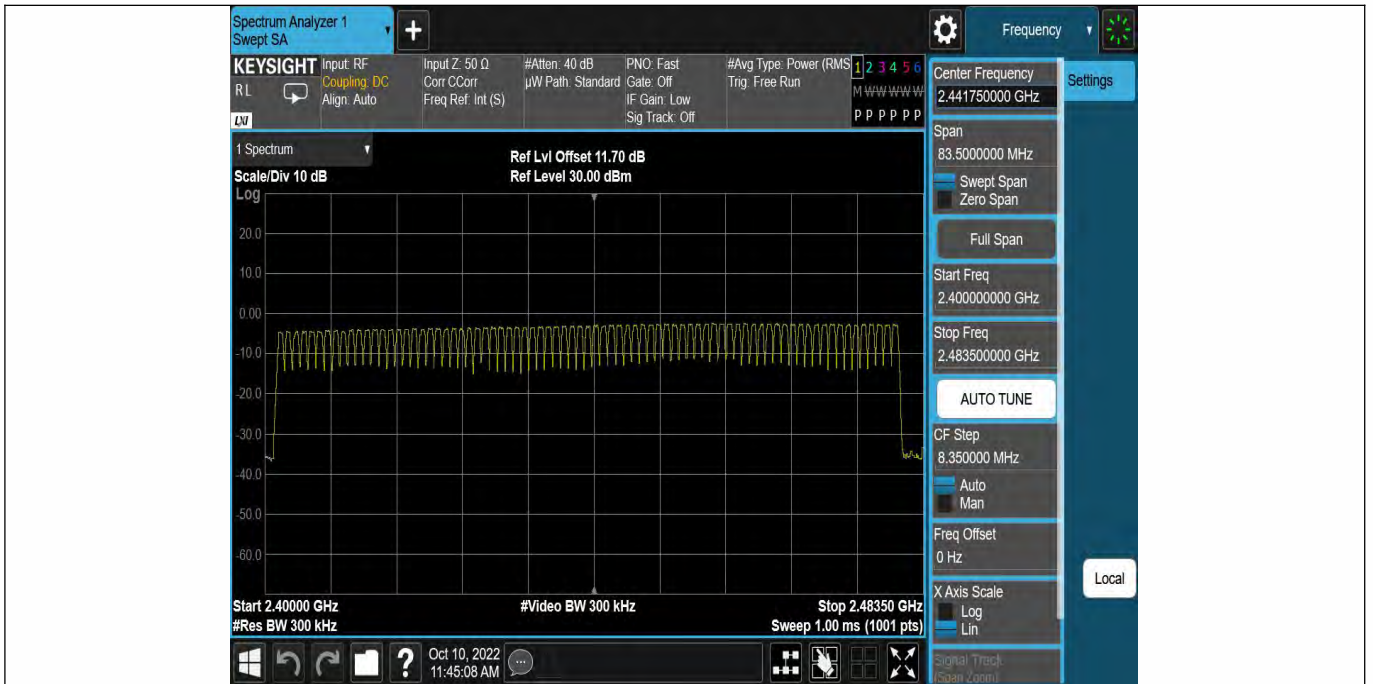 Spectrum Analyzer 1
Swept SA
+
Frequency
KEYSIGHT
RL
LXI
Input: RF
Coupling: DC
Align: Auto
Input Z: 50 Ω
Corr CCorr
Freq Ref: Int (S)
#Atten: 40 dB
µW Path: Standard
PNO: Fast
Gate: Off
IF Gain: Low
Sig Track: Off
#Avg Type: Power (RMS
Trig: Free Run
1 2 3 4 5 6
M W W W W W
P P P P P P
1 Spectrum
Scale/Div 10 dB
Ref Lvl Offset 11.70 dB
Ref Level 30.00 dBm
Log
20.0
10.0
0.00
-10.0
-20.0
-30.0
-40.0
-50.0
-60.0
Start 2.40000 GHz
#Video BW 300 kHz
Stop 2.48350 GHz
#Res BW 300 kHz
Sweep 1.00 ms (1001 pts)
Center Frequency
2.441750000 GHz
Settings
Span
83.5000000 MHz
Swept Span
Zero Span
Full Span
Start Freq
2.400000000 GHz
Stop Freq
2.483500000 GHz
AUTO TUNE
CF Step
8.350000 MHz
Auto
Man
Freq Offset
0 Hz
X Axis Scale
Log
Lin
Signal Track
(Span Zoom)
Local
?
Oct 10, 2022
11:45:08 AM